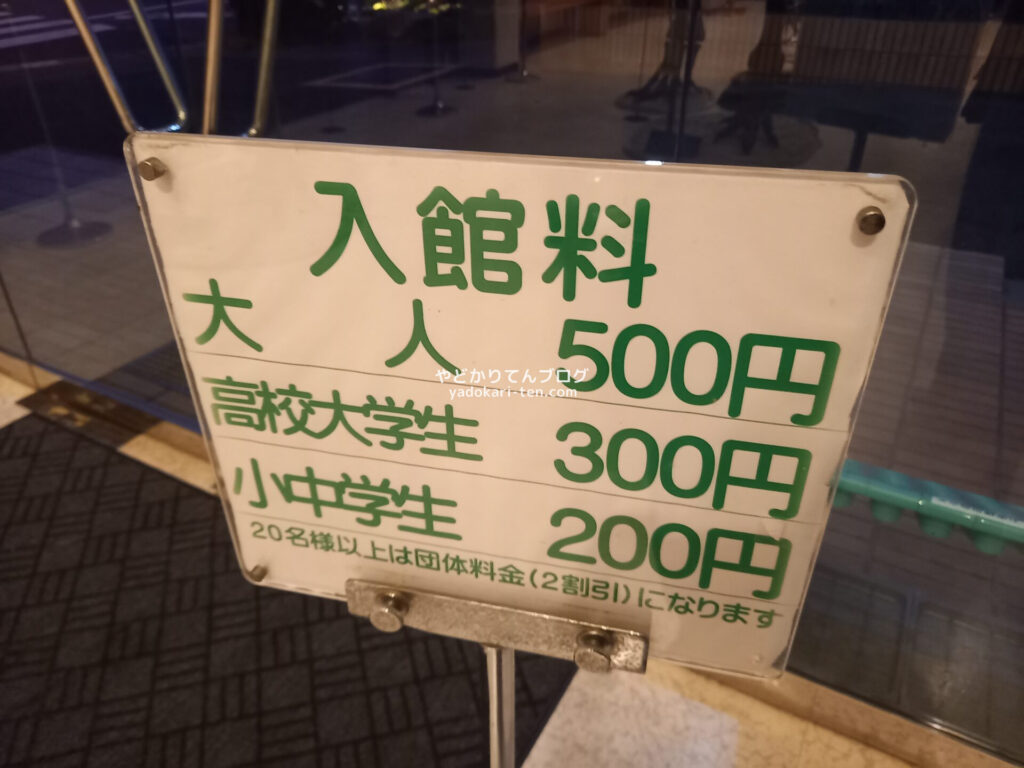 入館料
大人 500円
やどかりてんブログ
yadokari-ten.com
高校大学生 300円
小中学生 200円
20名様以上は団体料金(2割引)になります